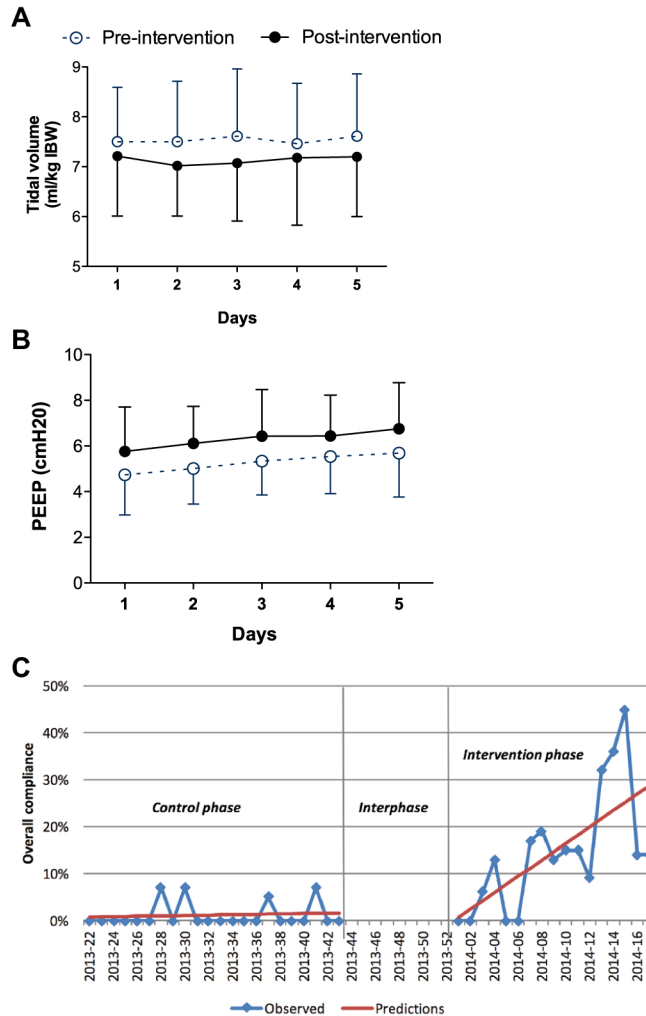 A
Pre-intervention Post-intervention
9
8
7
6
5
Tidal volume
(ml/kg IBW)
1 2 3 4 5
Days
B
10
8
6
4
2
0
PEEP (cmH20)
1 2 3 4 5
Days
C
50%
40%
30%
20%
10%
0%
Overall compliance
Control phase
Interphase
Intervention phase
2013-22 2013-24 2013-26 2013-28 2013-30 2013-32 2013-34 2013-36 2013-38 2013-40 2013-42 2013-44 2013-46 2013-48 2013-50 2013-52 2014-02 2014-04 2014-06 2014-08 2014-10 2014-12 2014-14 2014-16
Observed Predictions